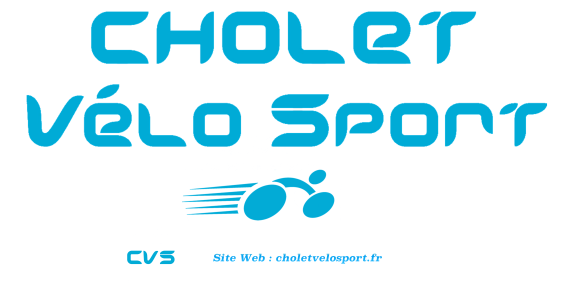 CHOLET
Vélo Sport
CVS Site Web : choletvelosport.fr